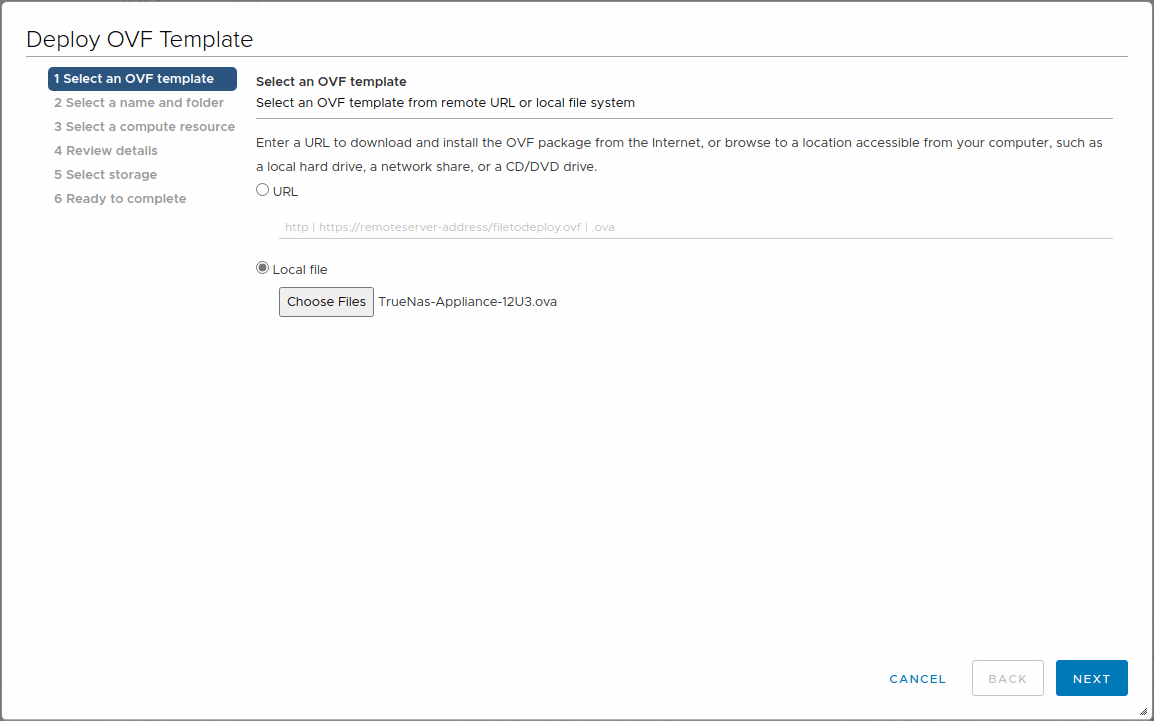 Deploy OVF Template
1 Select an OVF template
2 Select a name and folder
3 Select a compute resource
4 Review details
5 Select storage
6 Ready to complete
Select an OVF template
Select an OVF template from remote URL or local file system
Enter a URL to download and install the OVF package from the Internet, or browse to a location accessible from your computer, such as
a local hard drive, a network share, or a CD/DVD drive.
URL
http | https://remoteserver-address/filetodeploy.ovf | .ova
Local file
Choose Files TrueNas-Appliance-12U3.ova
CANCEL BACK NEXT